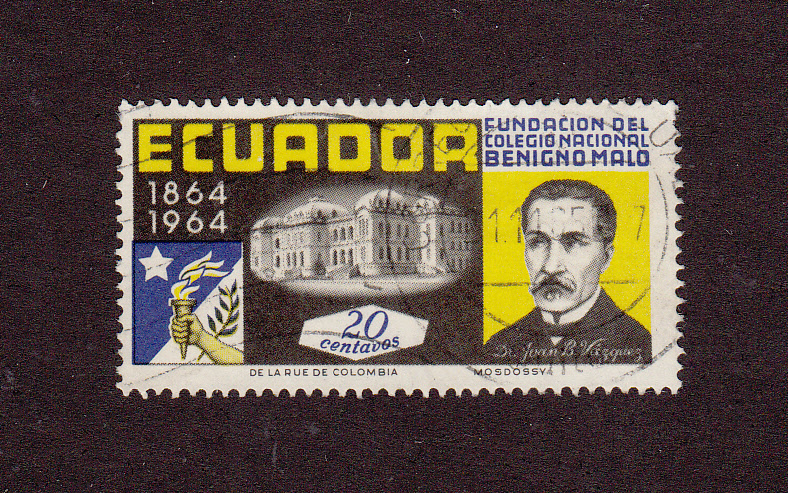 ECUADOR
FUNDACION DEL
COLEGIO NACIONAL
BENIGNO MALO
1864
1964
20
centavos
Dr. Juan B. Vázquez
DE LA RUE DE COLOMBIA
MOSDÓSSY